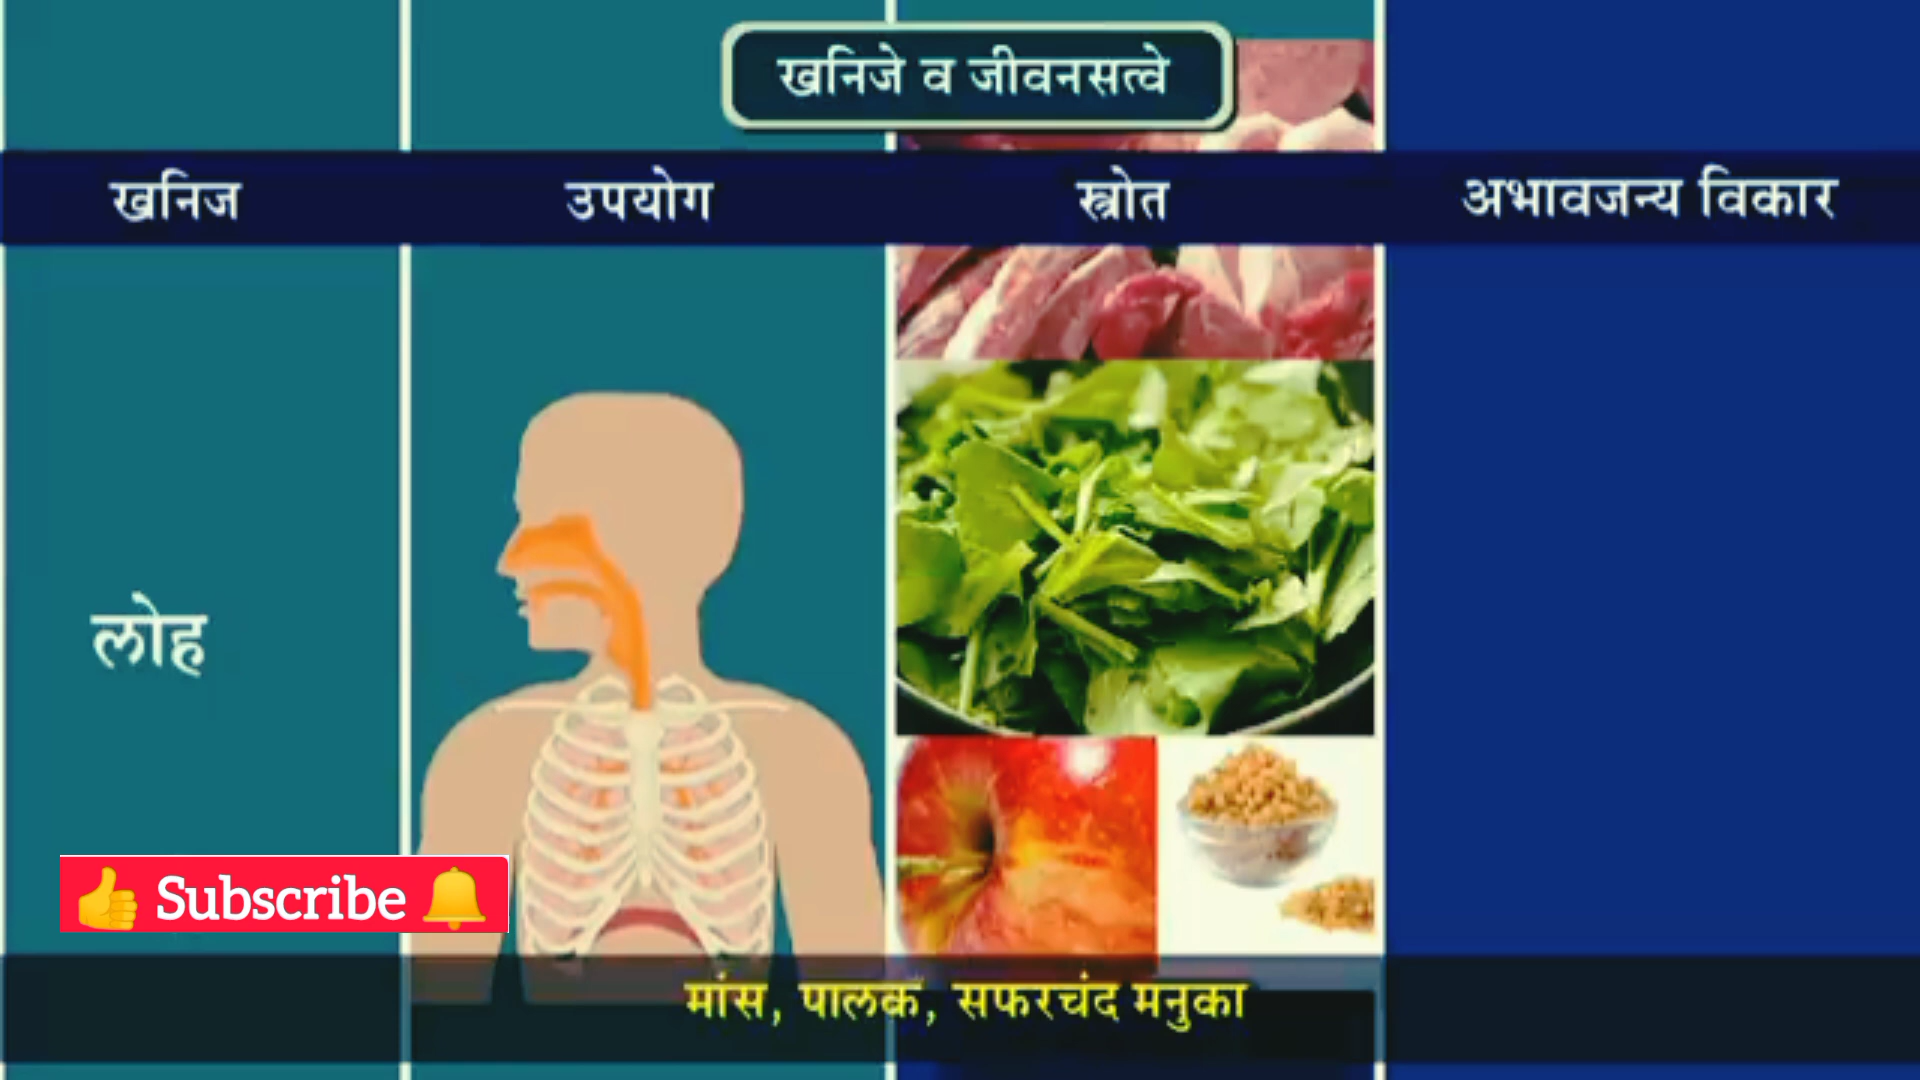 खनिजे व जीवनसत्वे
खनिज उपयोग स्त्रोत अभावजन्य विकार
लोह
Subscribe
मांस, पालक, सफरचंद मनुका